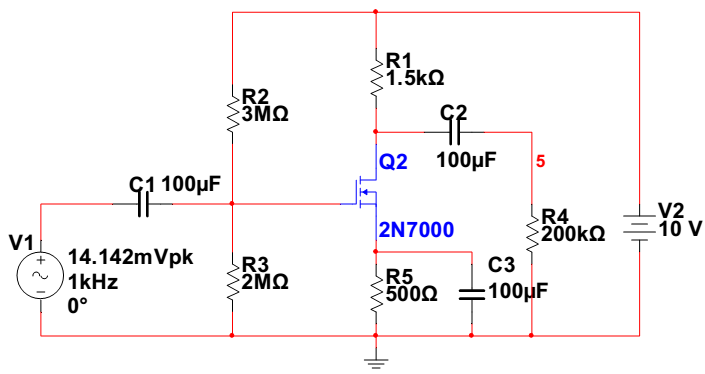 R1
1.5kΩ
R2
3MΩ
C2
100µF
5
Q2
C1 100µF
2N7000
R4
200kΩ
V2
10 V
V1
14.142mVpk
1kHz
0°
R3
2MΩ
R5
500Ω
C3
100µF